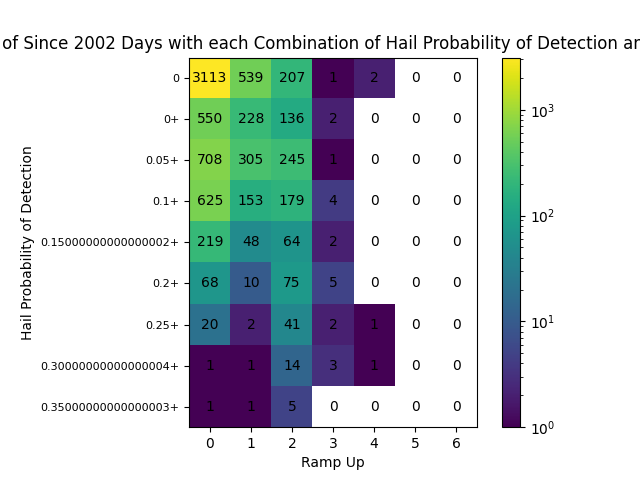 of Since 2002 Days with each Combination of Hail Probability of Detection
0 3113 539 207 1 2 0 0
0+ 550 228 136 2 0 0 0
0.05+ 708 305 245 1 0 0 0
0.1+ 625 153 179 4 0 0 0
0.15000000000000002+ 219 48 64 2 0 0 0
0.2+ 68 10 75 5 0 0 0
0.25+ 20 2 41 2 1 0 0
0.30000000000000004+ 1 1 14 3 1 0 0
0.35000000000000003+ 1 1 5 0 0 0 0
0 1 2 3 4 5 6
Ramp Up
Hail Probability of Detection
10³
10²
10¹
10⁰